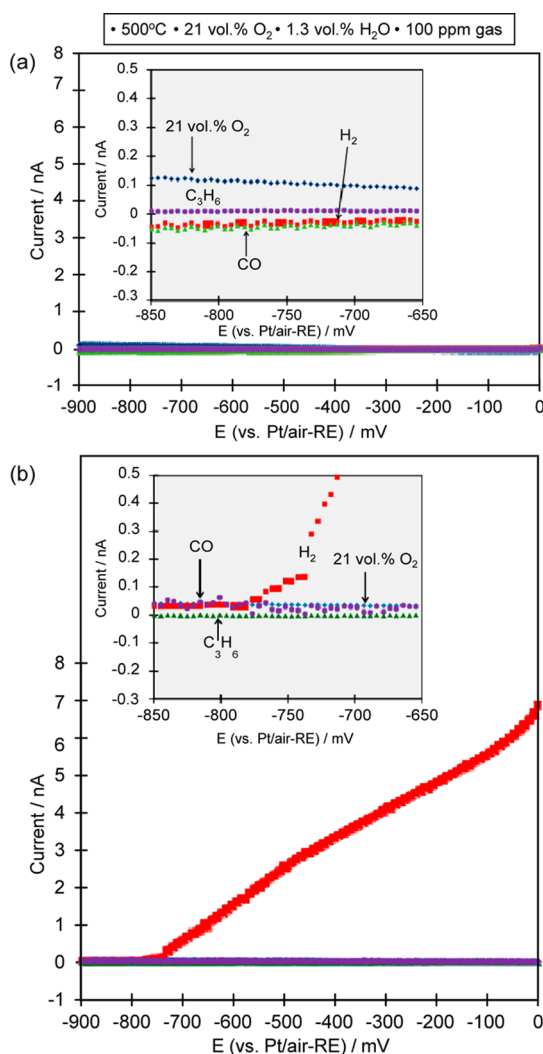 • 500ºC • 21 vol.% O₂ • 1.3 vol.% H₂O • 100 ppm gas
(a)
8
7
6
5
4
3
2
1
0
-1
Current / nA
0.5
0.4
0.3
0.2
0.1
0
-0.1
-0.2
-0.3
Current / nA
21 vol.% O₂
H₂
C₃H₆
CO
-850 -800 -750 -700 -650
E (vs. Pt/air-RE) / mV
-900 -800 -700 -600 -500 -400 -300 -200 -100 0
E (vs. Pt/air-RE) / mV
(b)
0.5
0.4
0.3
0.2
0.1
0
-0.1
-0.2
-0.3
Current / nA
CO
H₂
21 vol.% O₂
C₃H₆
-850 -800 -750 -700 -650
E (vs. Pt/air-RE) / mV
8
7
6
5
4
3
2
1
0
-1
Current / nA
-900 -800 -700 -600 -500 -400 -300 -200 -100 0
E (vs. Pt/air-RE) / mV